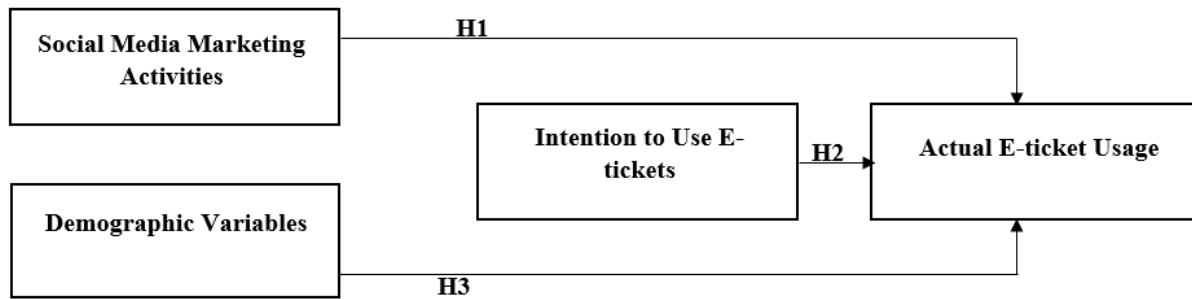 H1
Social Media Marketing
Activities
Intention to Use E-
tickets
H2
Actual E-ticket Usage
Demographic Variables
H3